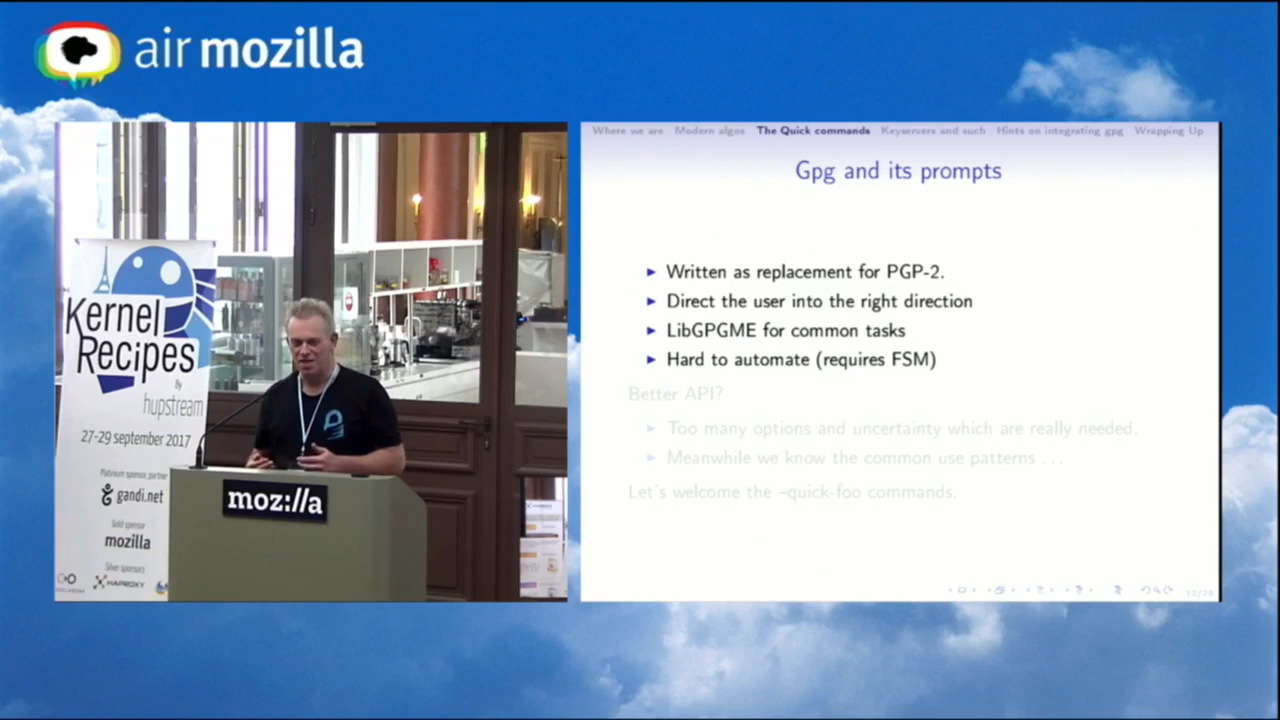 air mozilla
Kernel
Recipes
By
hupstream
27-29 september 2017
Platinum sponsor, partner
gandi.net
Gold sponsor
mozilla
Silver sponsors
HAPROXY
moz://a
Where we are Modern algos The Quick commands Keyservers and such Hints on integrating gpg Wrapping Up
Gpg and its prompts
Written as replacement for PGP-2.
Direct the user into the right direction
LibGPGME for common tasks
Hard to automate (requires FSM)
Better API?
Too many options and uncertainty which are really needed.
Meanwhile we know the common use patterns ...
Let's welcome the –quick-foo commands.